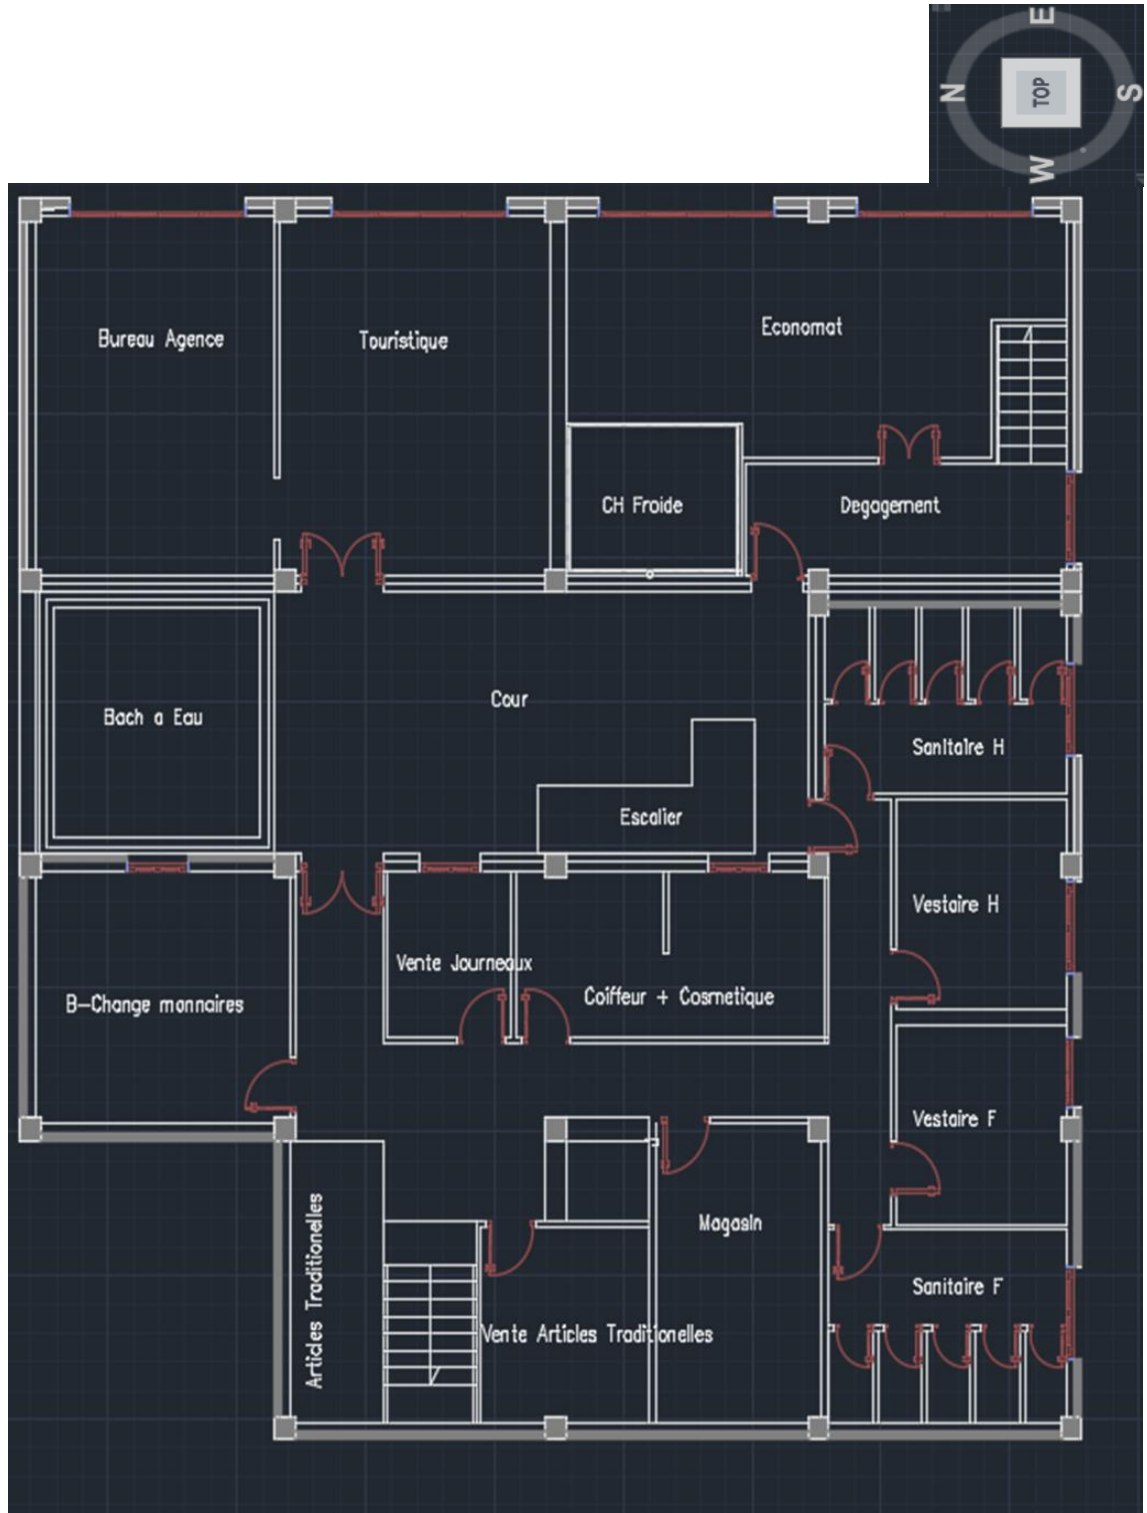 E
N
TOP
S
W
Bureau Agence
Touristique
Economat
CH Froide
Degagement
Bach a Eau
Cour
Sanitaire H
Escalier
Vestaire H
Vente Journeaux
B-Change monnaires
Coiffeur + Cosmetique
Vestaire F
Articles Traditionelles
Magasin
Sanitaire F
Vente Articles Traditionelles